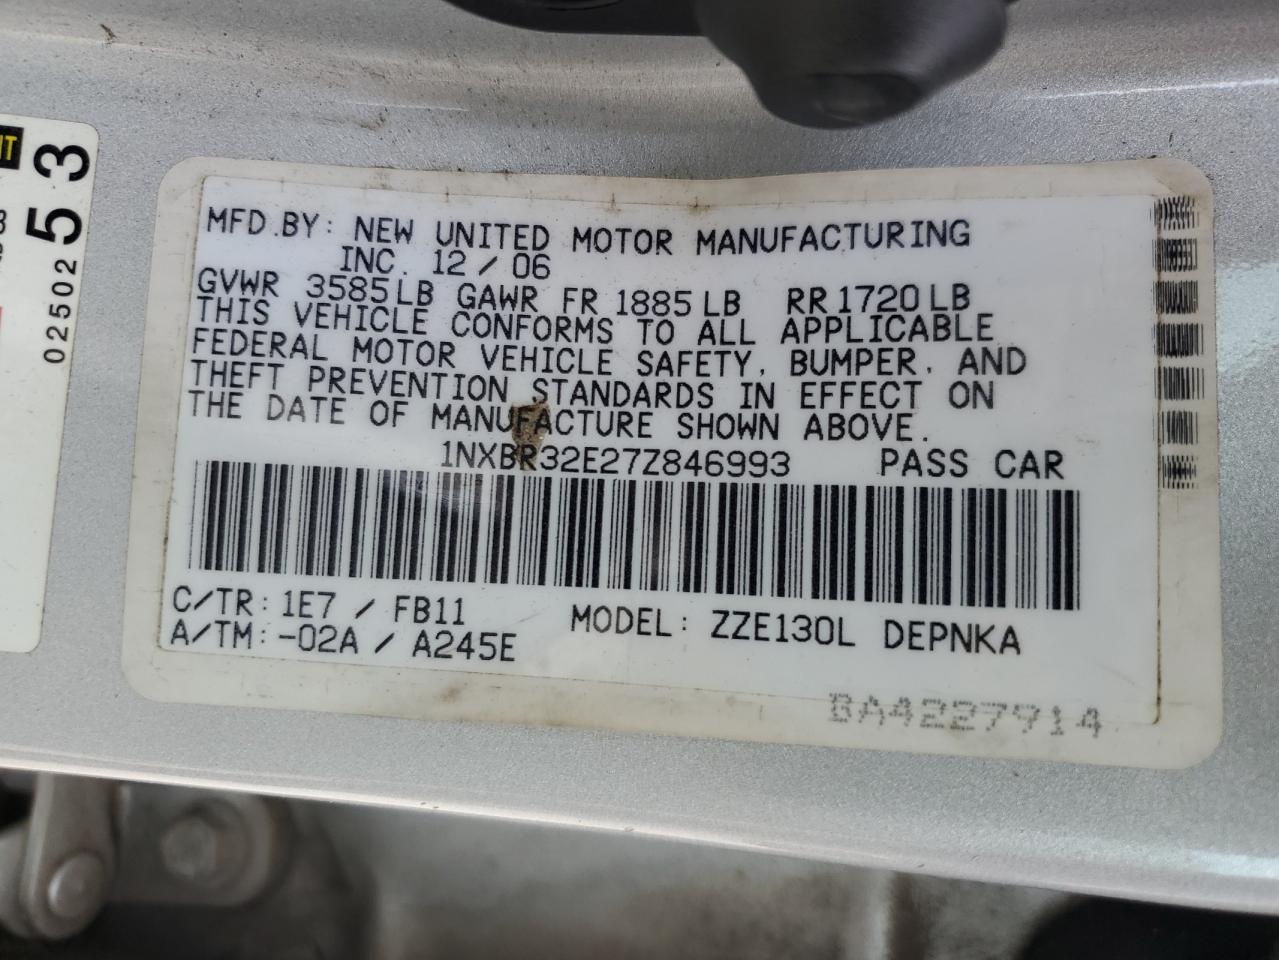 MFD.BY: NEW UNITED MOTOR MANUFACTURING
INC. 12 / 06
GVWR 3585LB GAWR FR 1885LB RR1720LB
THIS VEHICLE CONFORMS TO ALL APPLICABLE
FEDERAL MOTOR VEHICLE SAFETY, BUMPER, AND
THEFT PREVENTION STANDARDS IN EFFECT ON
THE DATE OF MANUFACTURE SHOWN ABOVE.
1NXBR32E27Z846993 PASS CAR
C/TR: 1E7 / FB11 MODEL: ZZE130L DEPNKA
A/TM: -02A / A245E
BA4227914
02502 53